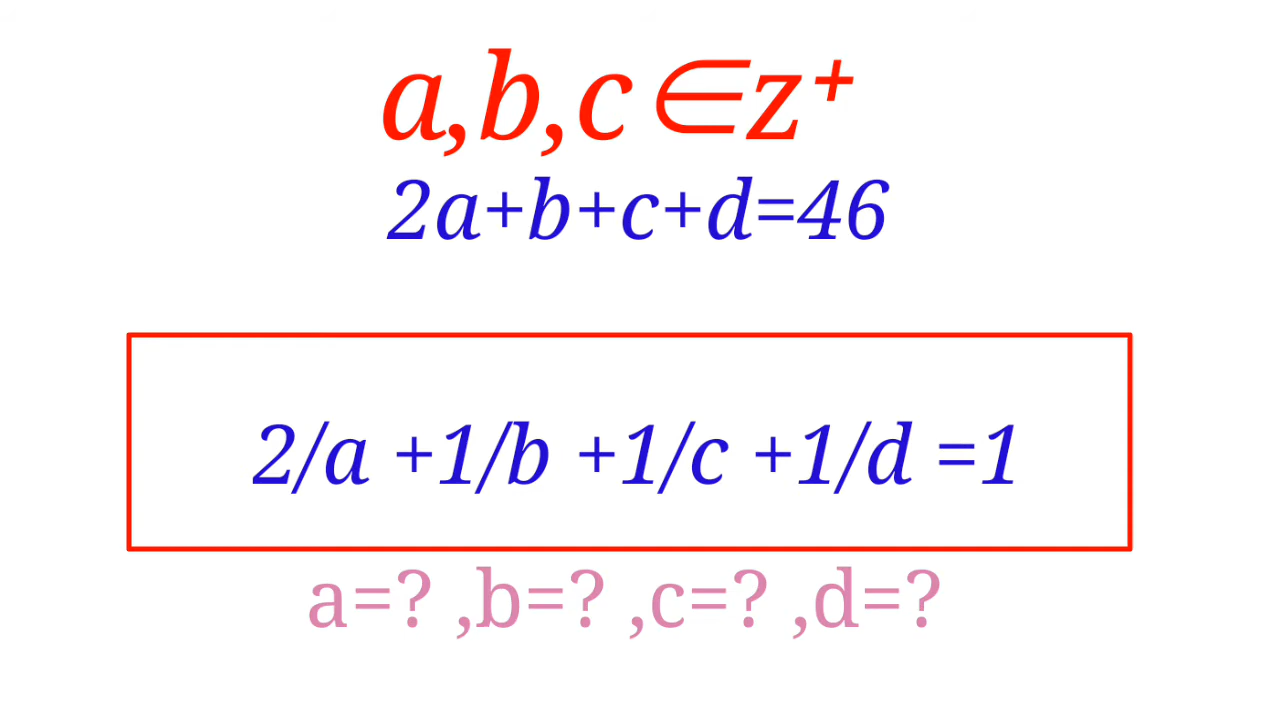 a,b,c∈z⁺
2a+b+c+d=46
2/a +1/b +1/c +1/d =1
a=? ,b=? ,c=? ,d=?